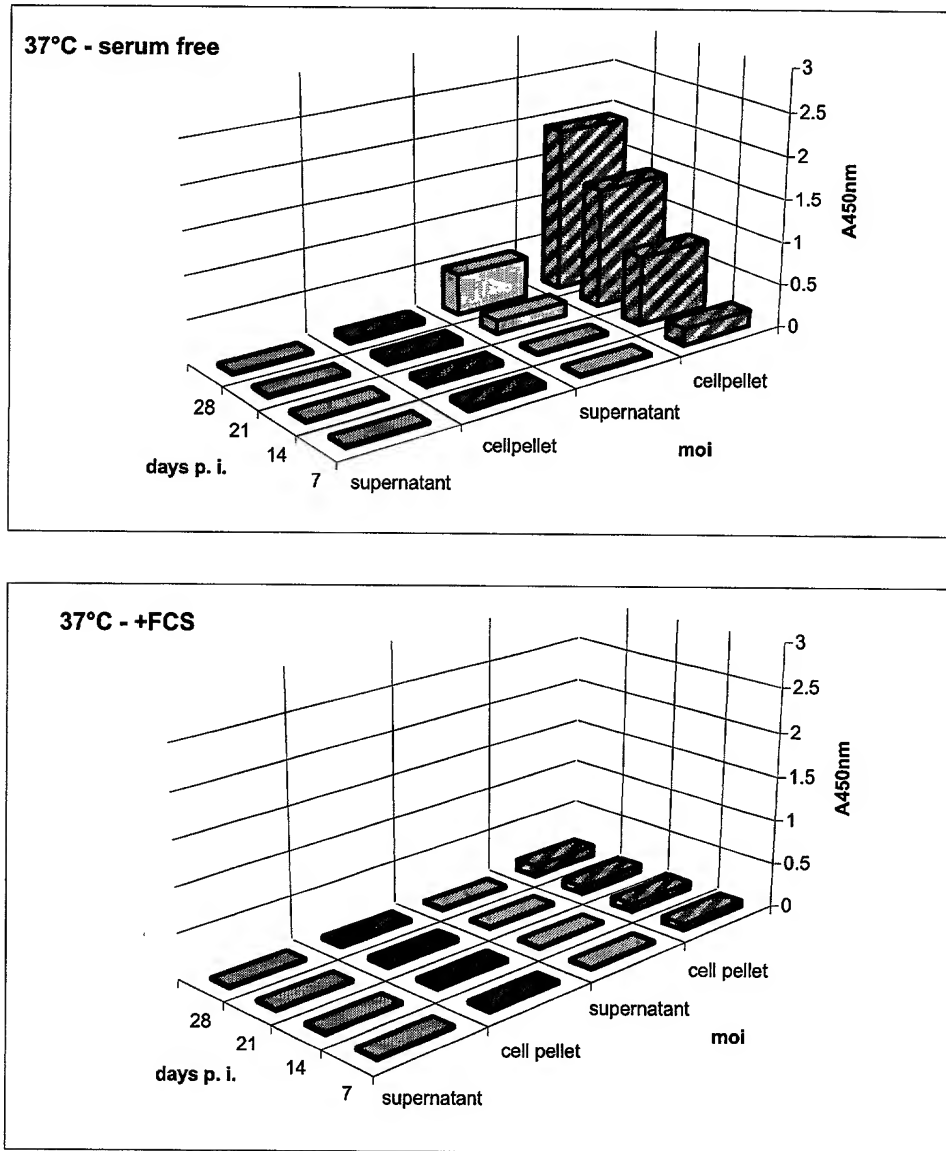 37°C - serum free
3
2.5
2
1.5
1
0.5
0
A450nm
28
21
14
7
days p. i.
supernatant
cellpellet
supernatant
cellpellet
moi
37°C - +FCS
3
2.5
2
1.5
1
0.5
0
A450nm
28
21
14
7
days p. i.
supernatant
cell pellet
supernatant
cell pellet
moi